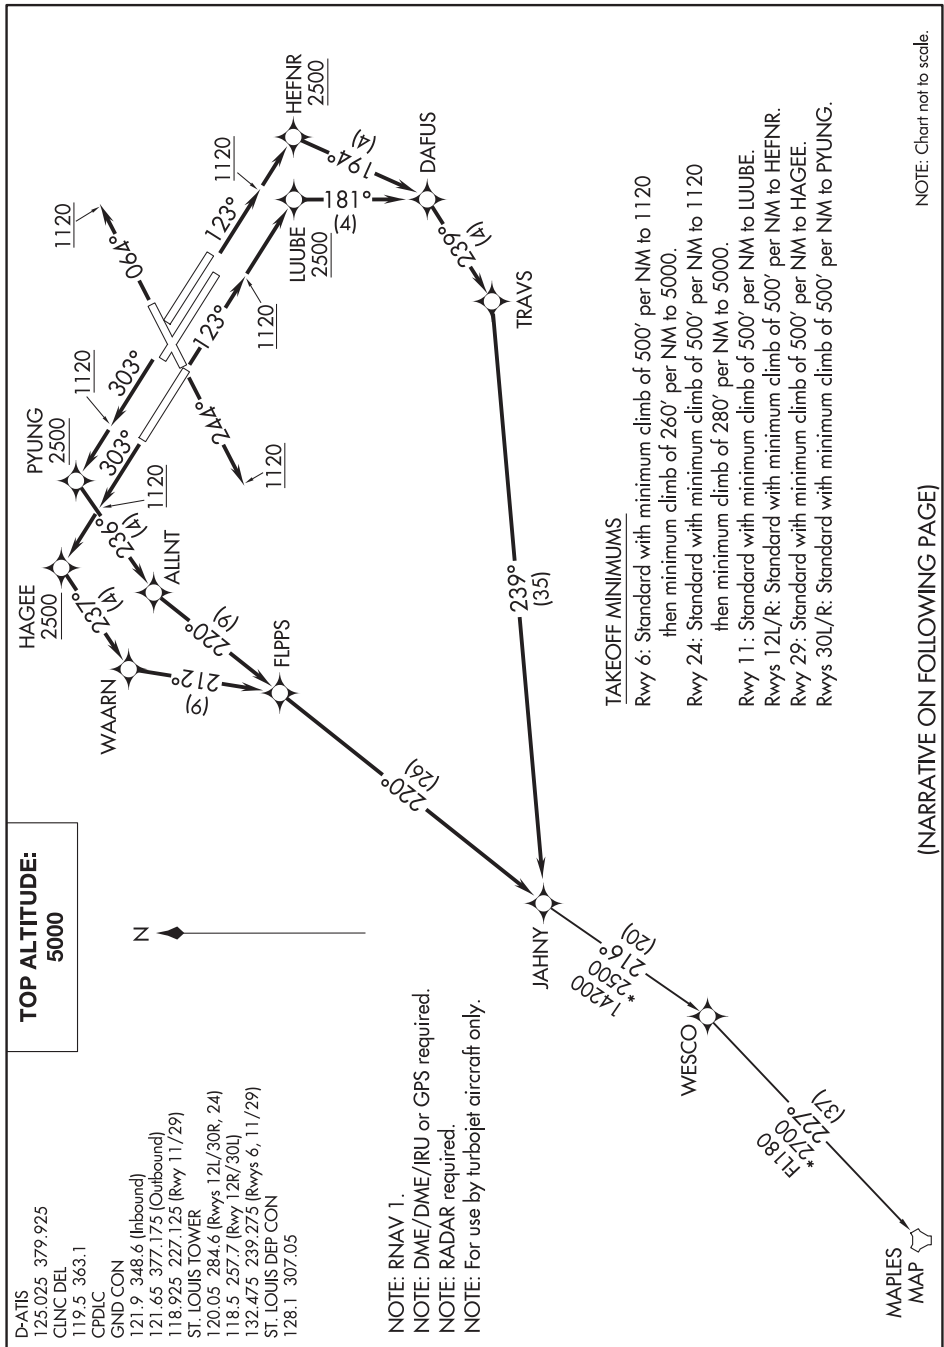 TOP ALTITUDE:
5000
D-ATIS
125.025 379.925
CLNC DEL
119.5 363.1
CPDLC
GND CON
121.9 348.6 (Inbound)
121.65 377.175 (Outbound)
118.925 227.125 (Rwy 11/29)
ST. LOUIS TOWER
120.05 284.6 (Rwys 12L/30R, 24)
118.5 257.7 (Rwy 12R/30L)
132.475 239.275 (Rwys 6, 11/29)
ST. LOUIS DEP CON
128.1 307.05
NOTE: RNAV 1.
NOTE: DME/DME/IRU or GPS required.
NOTE: RADAR required.
NOTE: For use by turbojet aircraft only.
N
HAGEE
2500
PYUNG
2500
1120
303°
1120
303°
1120
064°
1120
123°
1120
123°
1120
244°
1120
HEFNR
2500
194°
(4)
LUUBE
2500
181°
(4)
DAFUS
239°
(4)
TRAVS
239°
(35)
237°
(4)
WAARN
212°
(9)
236°
(4)
ALLNT
220°
(9)
FLPPS
220°
(26)
JAHNY
14200
*2500
216°
(20)
WESCO
FL180
*2700
227°
(37)
MAPLES
MAP
TAKEOFF MINIMUMS
Rwy 6: Standard with minimum climb of 500' per NM to 1120
then minimum climb of 260' per NM to 5000.
Rwy 24: Standard with minimum climb of 500' per NM to 1120
then minimum climb of 280' per NM to 5000.
Rwy 11: Standard with minimum climb of 500' per NM to LUUBE.
Rwys 12L/R: Standard with minimum climb of 500' per NM to HEFNR.
Rwy 29: Standard with minimum climb of 500' per NM to HAGEE.
Rwys 30L/R: Standard with minimum climb of 500' per NM to PYUNG.
(NARRATIVE ON FOLLOWING PAGE)
NOTE: Chart not to scale.